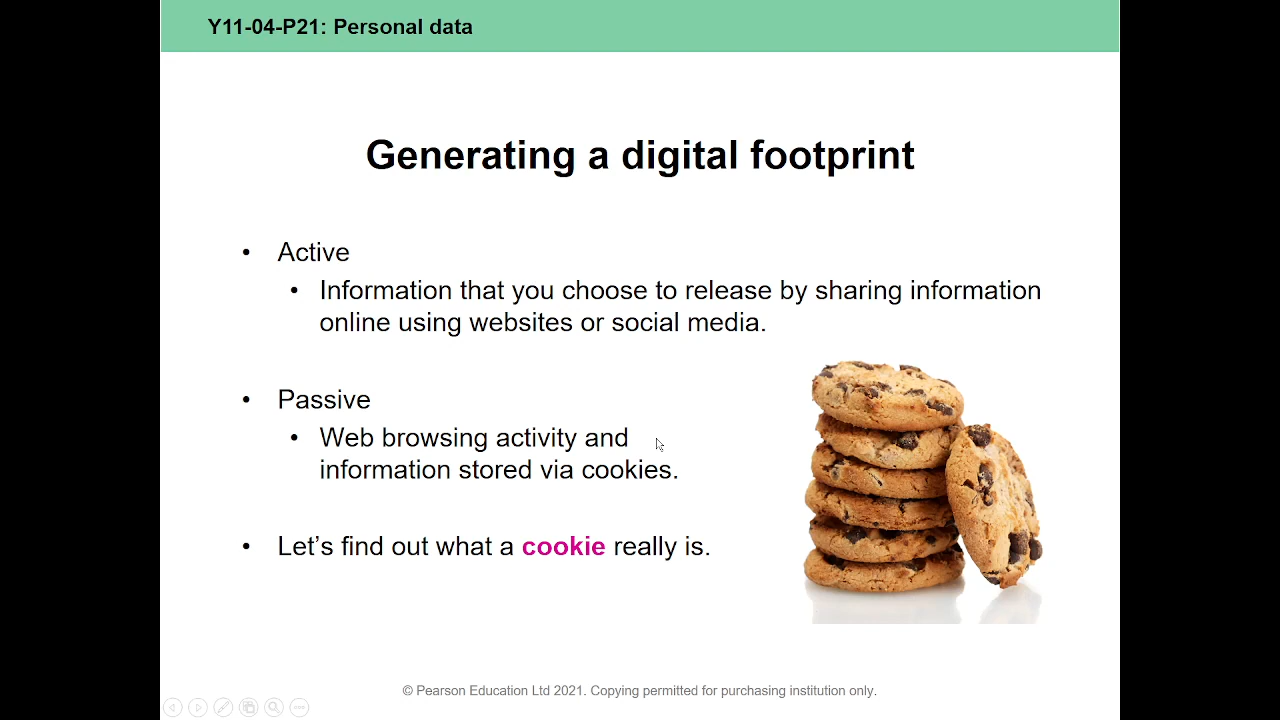 Y11-04-P21: Personal data
Generating a digital footprint
• Active
• Information that you choose to release by sharing information
online using websites or social media.
• Passive
• Web browsing activity and
information stored via cookies.
• Let’s find out what a cookie really is.
© Pearson Education Ltd 2021. Copying permitted for purchasing institution only.